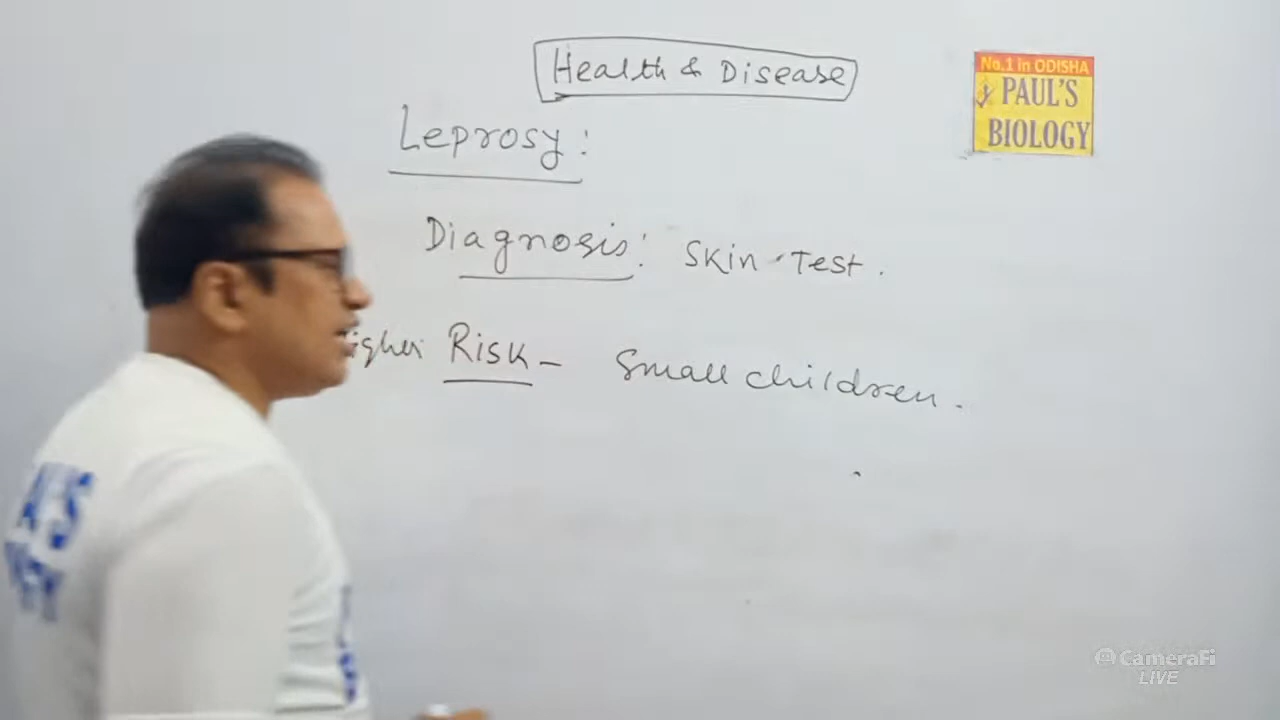 Health & Disease
No.1 in ODISHA
PAUL'S
BIOLOGY
Leprosy:
Diagnosis: Skin Test.
Risk - Small children.
CameraFi
LIVE